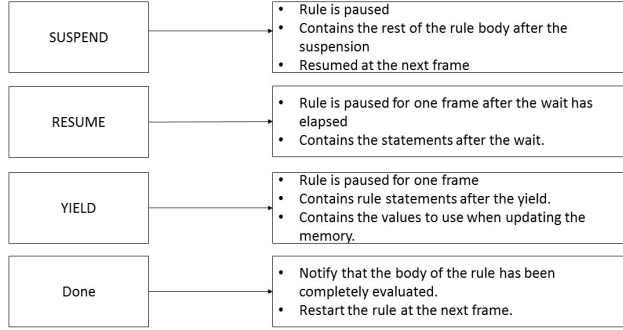 SUSPEND
• Rule is paused
• Contains the rest of the rule body after the
suspension
• Resumed at the next frame
RESUME
• Rule is paused for one frame after the wait has
elapsed
• Contains the statements after the wait.
YIELD
• Rule is paused for one frame
• Contains rule statements after the yield.
• Contains the values to use when updating the
memory.
Done
• Notify that the body of the rule has been
completely evaluated.
• Restart the rule at the next frame.